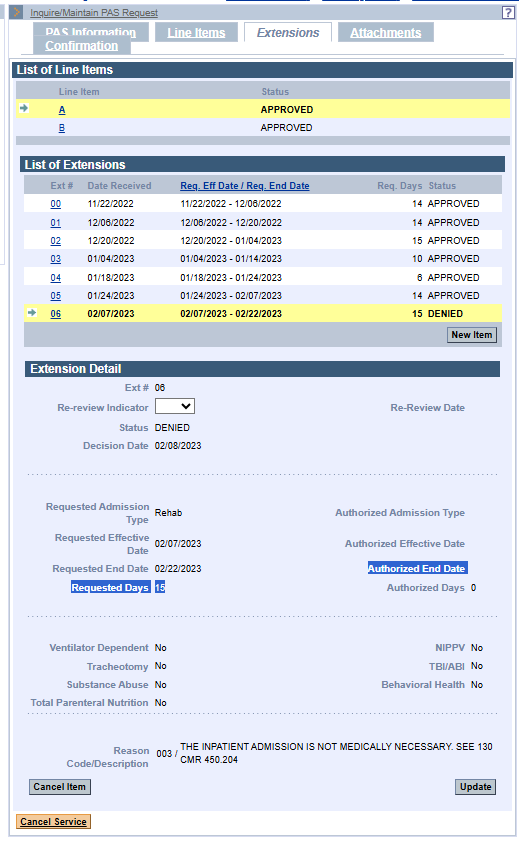 Inquire/Maintain PAS Request ?
PAS Information Line Items Extensions Attachments
Confirmation
List of Line Items
Line Item Status
A APPROVED
B APPROVED
List of Extensions
Ext # Date Received Req. Eff Date / Req. End Date Req. Days Status
00 11/22/2022 11/22/2022 - 12/06/2022 14 APPROVED
01 12/06/2022 12/06/2022 - 12/20/2022 14 APPROVED
02 12/20/2022 12/20/2022 - 01/04/2023 15 APPROVED
03 01/04/2023 01/04/2023 - 01/14/2023 10 APPROVED
04 01/18/2023 01/18/2023 - 01/24/2023 6 APPROVED
05 01/24/2023 01/24/2023 - 02/07/2023 14 APPROVED
06 02/07/2023 02/07/2023 - 02/22/2023 15 DENIED
New Item
Extension Detail
Ext # 06
Re-review Indicator Re-Review Date
Status DENIED
Decision Date 02/08/2023
Requested Admission
Type Rehab Authorized Admission Type
Requested Effective
Date 02/07/2023 Authorized Effective Date
Requested End Date 02/22/2023 Authorized End Date
Requested Days 15 Authorized Days 0
Ventilator Dependent No NIPPV No
Tracheotomy No TBI/ABI No
Substance Abuse No Behavioral Health No
Total Parenteral Nutrition No
Reason
Code/Description 003 / THE INPATIENT ADMISSION IS NOT MEDICALLY NECESSARY. SEE 130
CMR 450.204
Cancel Item Update
Cancel Service